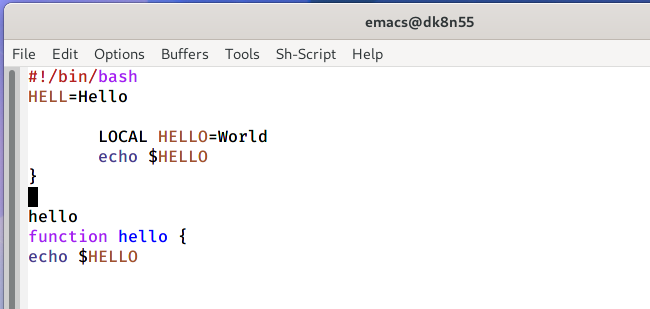 emacs@dk8n55
File Edit Options Buffers Tools Sh-Script Help
#!/bin/bash
HELL=Hello
LOCAL HELLO=World
echo $HELLO
}
hello
function hello {
echo $HELLO